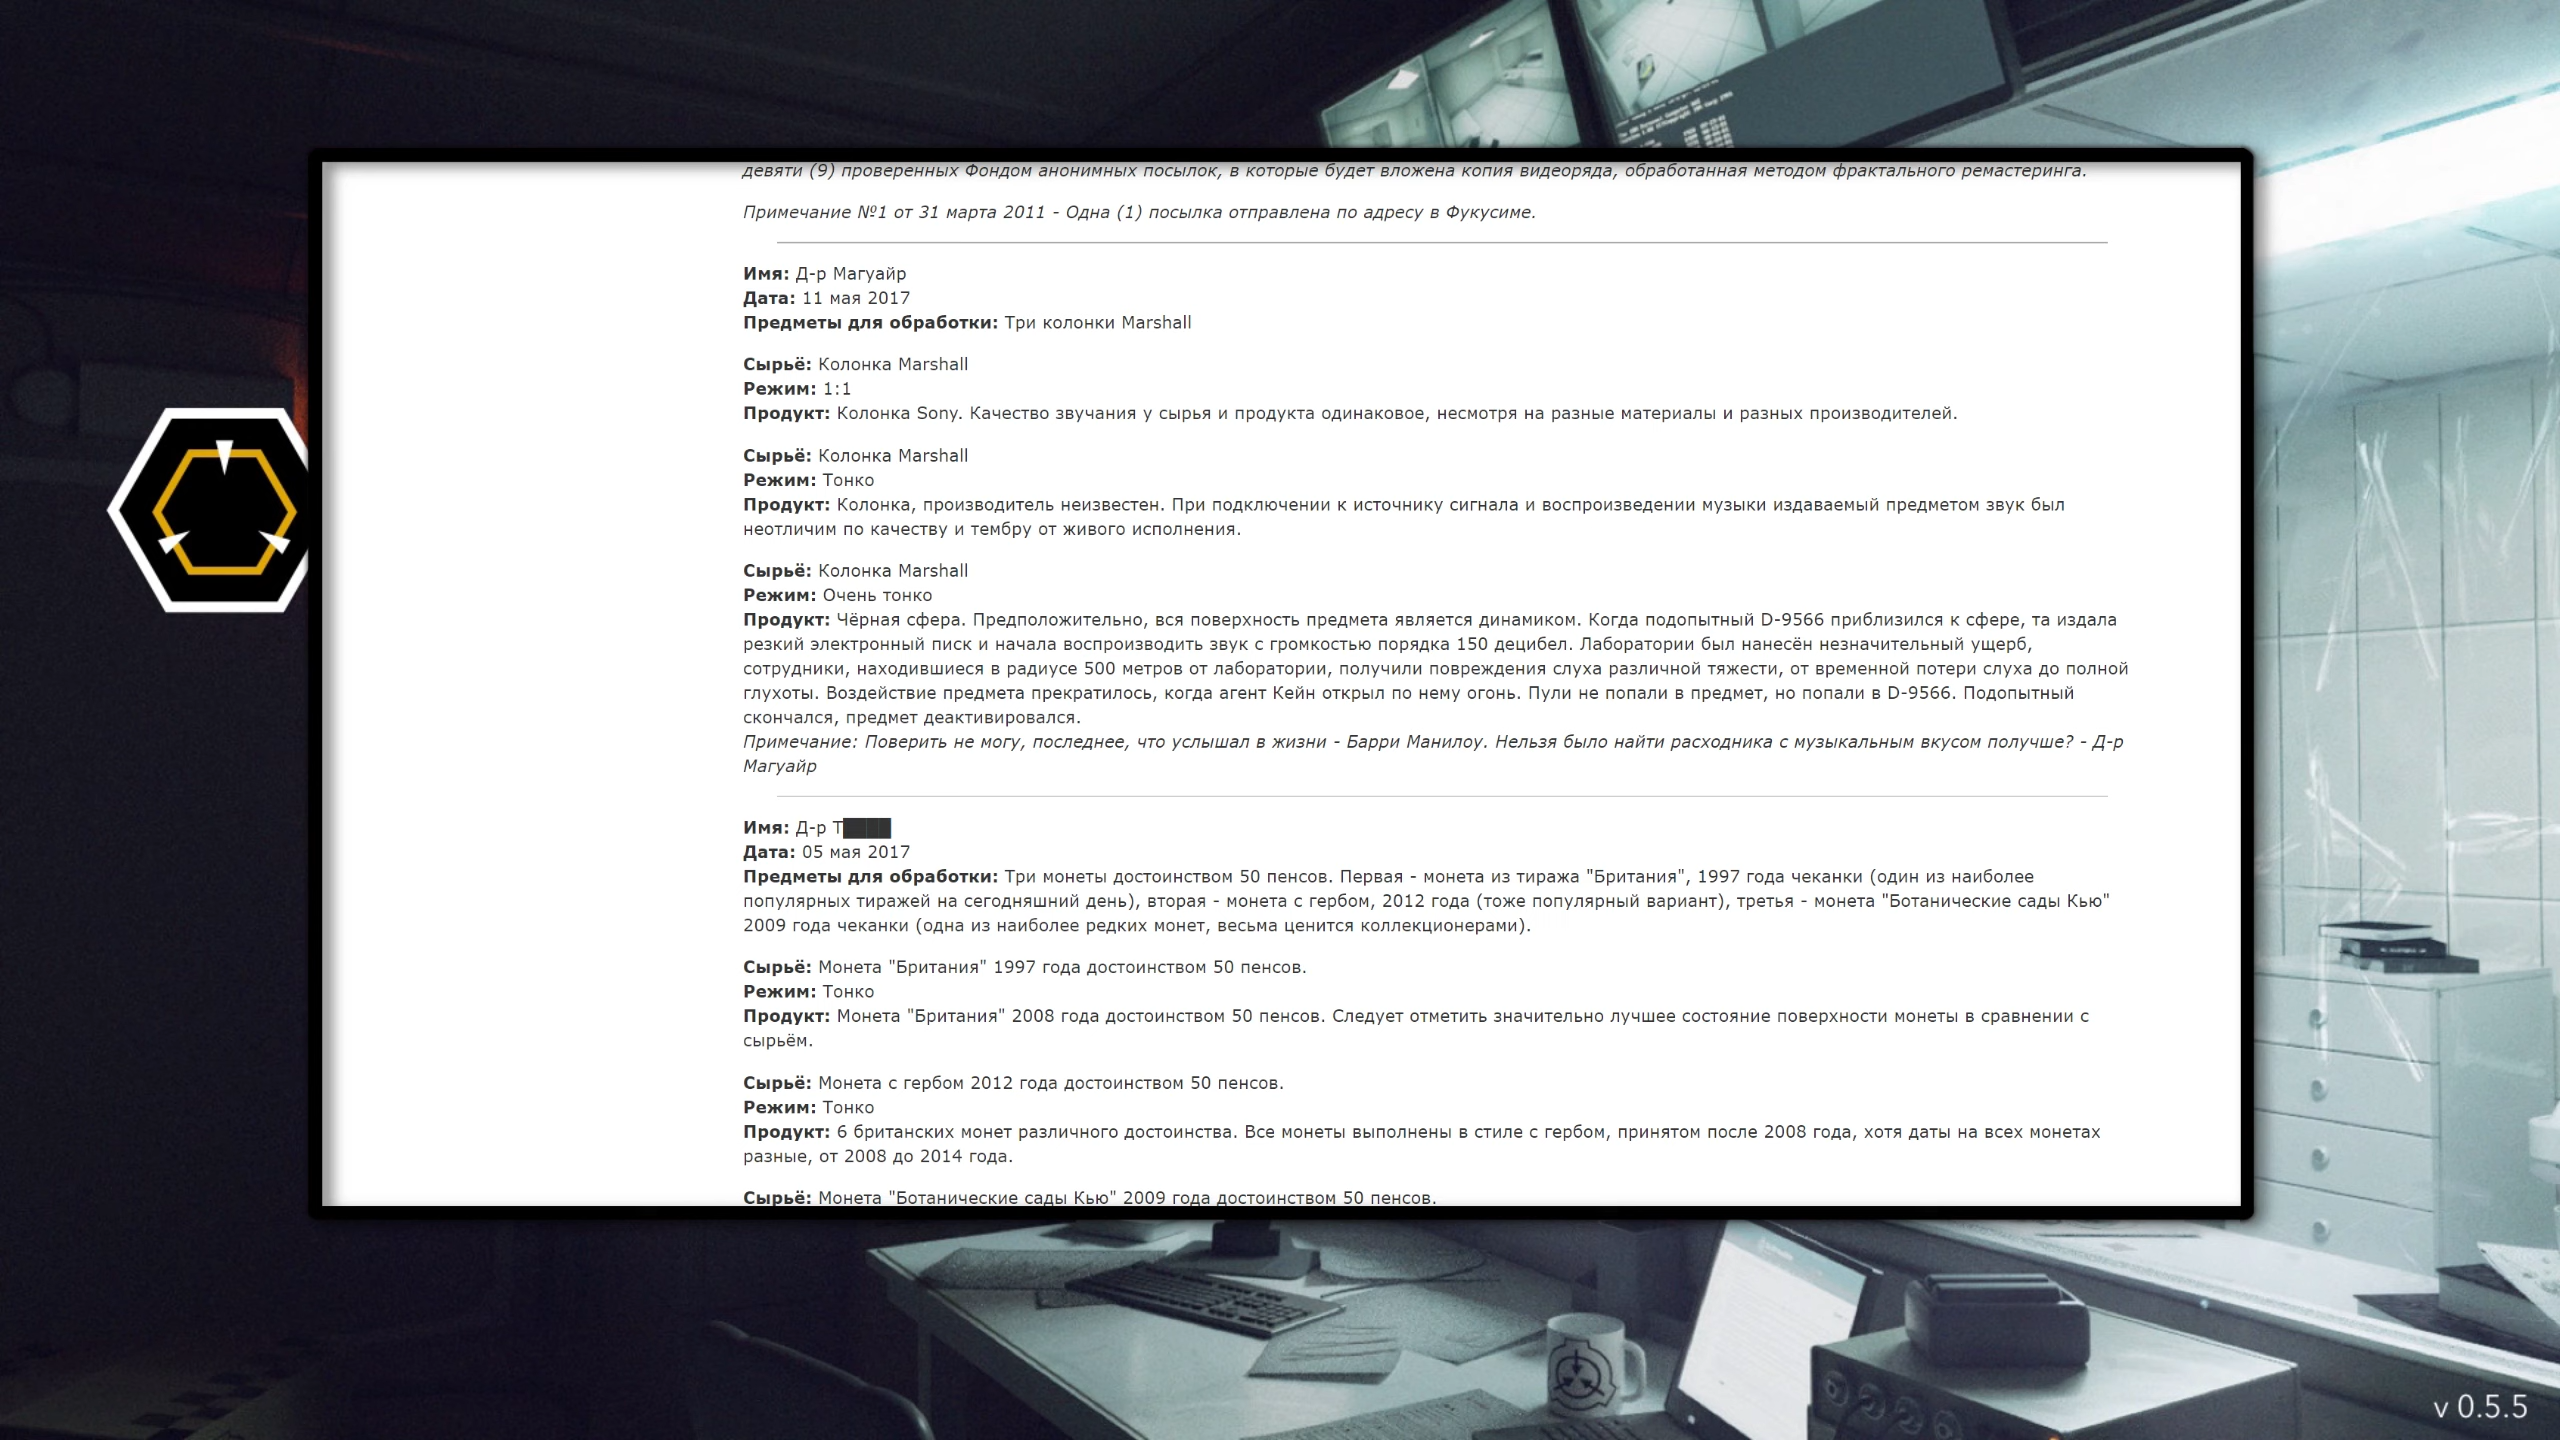 девяти (9) проверенных Фондом анонимных посылок, в которые будет вложена копия видеоряда, обработанная методом фрактального ремастеринга.
Примечание №1 от 31 марта 2011 - Одна (1) посылка отправлена по адресу в Фукусиме.
Имя: Д-р Магуайр
Дата: 11 мая 2017
Предметы для обработки: Три колонки Marshall
Сырьё: Колонка Marshall
Режим: 1:1
Продукт: Колонка Sony. Качество звучания у сырья и продукта одинаковое, несмотря на разные материалы и разных производителей.
Сырьё: Колонка Marshall
Режим: Тонко
Продукт: Колонка, производитель неизвестен. При подключении к источнику сигнала и воспроизведении музыки издаваемый предметом звук был
неотличим по качеству и тембру от живого исполнения.
Сырьё: Колонка Marshall
Режим: Очень тонко
Продукт: Чёрная сфера. Предположительно, вся поверхность предмета является динамиком. Когда подопытный D-9566 приблизился к сфере, та издала
резкий электронный писк и начала воспроизводить звук с громкостью порядка 150 децибел. Лаборатории был нанесён незначительный ущерб,
сотрудники, находившиеся в радиусе 500 метров от лаборатории, получили повреждения слуха различной тяжести, от временной потери слуха до полной
глухоты. Воздействие предмета прекратилось, когда агент Кейн открыл по нему огонь. Пули не попали в предмет, но попали в D-9566. Подопытный
скончался, предмет деактивировался.
Примечание: Поверить не могу, последнее, что услышал в жизни - Барри Манилоу. Нельзя было найти расходника с музыкальным вкусом получше? - Д-р
Магуайр
Имя: Д-р Т████
Дата: 05 мая 2017
Предметы для обработки: Три монеты достоинством 50 пенсов. Первая - монета из тиража "Британия", 1997 года чеканки (один из наиболее
популярных тиражей на сегодняшний день), вторая - монета с гербом, 2012 года (тоже популярный вариант), третья - монета "Ботанические сады Кью"
2009 года чеканки (одна из наиболее редких монет, весьма ценится коллекционерами).
Сырьё: Монета "Британия" 1997 года достоинством 50 пенсов.
Режим: Тонко
Продукт: Монета "Британия" 2008 года достоинством 50 пенсов. Следует отметить значительно лучшее состояние поверхности монеты в сравнении с
сырьём.
Сырьё: Монета с гербом 2012 года достоинством 50 пенсов.
Режим: Тонко
Продукт: 6 британских монет различного достоинства. Все монеты выполнены в стиле с гербом, принятом после 2008 года, хотя даты на всех монетах
разные, от 2008 до 2014 года.
Сырьё: Монета "Ботанические сады Кью" 2009 года достоинством 50 пенсов.
v 0.5.5